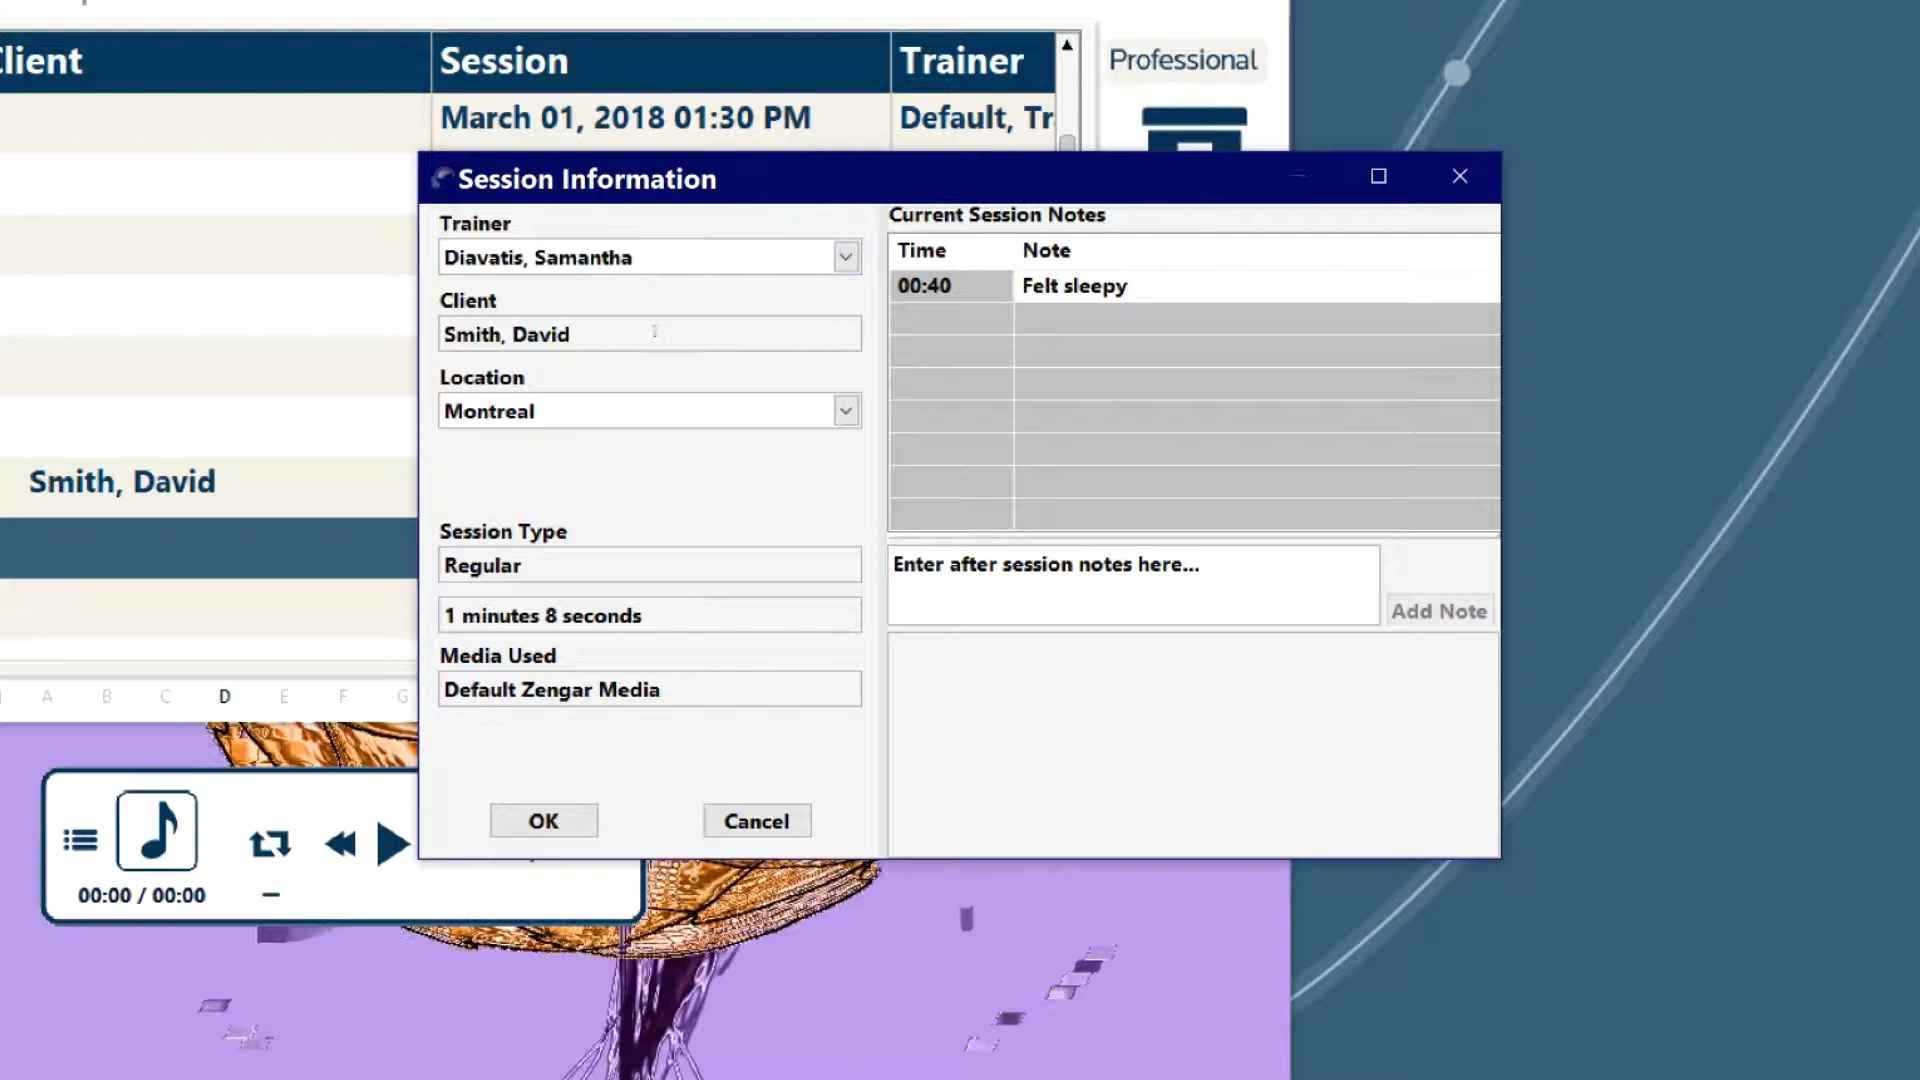 Client
Session
Trainer
Professional
March 01, 2018 01:30 PM
Default, Tr
Session Information
Trainer
Diavatis, Samantha
Client
Smith, David
Location
Montreal
Session Type
Regular
1 minutes 8 seconds
Media Used
Default Zengar Media
OK
Cancel
Current Session Notes
Time
Note
00:40
Felt sleepy
Enter after session notes here...
Add Note
Smith, David
A B C D E F G
00:00 / 00:00